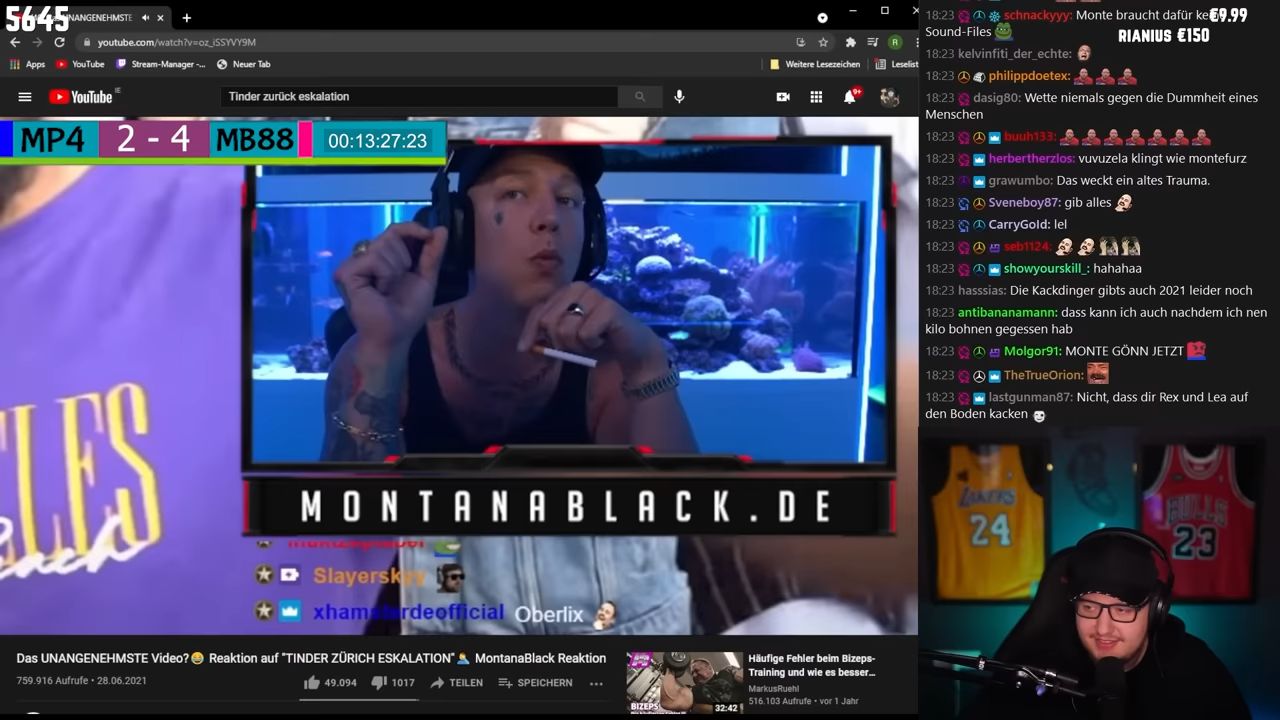 5645
UNANGENEHMSTE
youtube.com/watch?v=oz_iSSYVY9M
R
Apps
YouTube
Stream-Manager -...
Neuer Tab
Weitere Lesezeichen
Leselist
YouTube IE
Tinder zurück eskalation
9+
MP4 2 - 4 MB88 00:13:27:23
LES
MONTANABLACK.DE
Slayerskyy
xhamsterdeofficial Oberlix
Das UNANGENEHMSTE Video? Reaktion auf "TINDER ZÜRICH ESKALATION" MontanaBlack Reaktion
759.916 Aufrufe • 28.06.2021
49.094
1017
TEILEN
SPEICHERN
BIZEPS
32:42
Häufige Fehler beim Bizeps-
Training und wie es besser...
MarkusRuehl
516.103 Aufrufe • vor 1 Jahr
€9.99
RIANIUS €150
18:23 schnackyyy: Monte braucht dafür
Sound-Files
18:23 kelvinfiti_der_echte:
18:23 philippdoetex:
18:23 dasig80: Wette niemals gegen die Dummheit eines
Menschen
18:23 buuh133:
18:23 herbertherzlos: vuvuzela klingt wie montefurz
18:23 grawumbo: Das weckt ein altes Trauma.
18:23 Sveneboy87: gib alles
18:23 CarryGold: lel
18:23 seb1124:
18:23 showyourskill_: hahahaa
18:23 hasssias: Die Kackdinger gibts auch 2021 leider noch
18:23 antibananamann: dass kann ich auch nachdem ich nen
kilo bohnen gegessen hab
18:23 Molgor91: MONTE GÖNN JETZT
18:23 TheTrueOrion:
18:23 lastgunman87: Nicht, dass dir Rex und Lea auf
den Boden kacken
LAKERS
24
BULLS
23